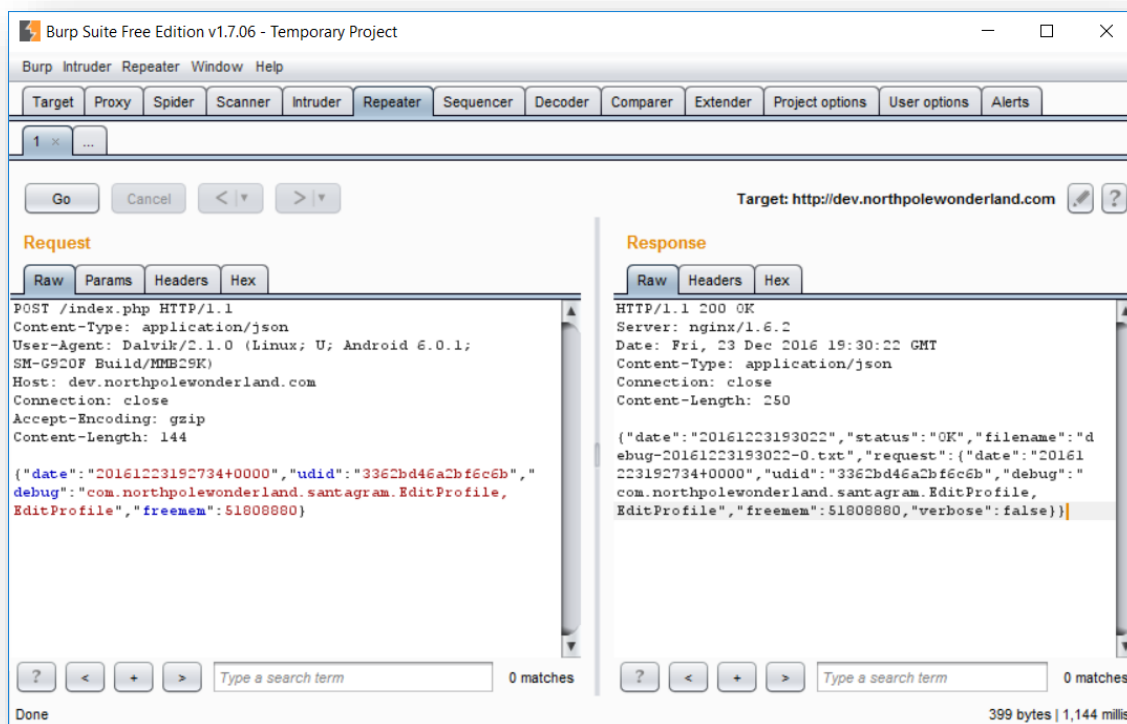 Burp Suite Free Edition v1.7.06 - Temporary Project
Burp Intruder Repeater Window Help
Target Proxy Spider Scanner Intruder Repeater Sequencer Decoder Comparer Extender Project options User options Alerts
1 × ...
Go Cancel < > Target: http://dev.northpolewonderland.com ?
Request
Raw Params Headers Hex
POST /index.php HTTP/1.1
Content-Type: application/json
User-Agent: Dalvik/2.1.0 (Linux; U; Android 6.0.1;
SM-G920F Build/MMB29K)
Host: dev.northpolewonderland.com
Connection: close
Accept-Encoding: gzip
Content-Length: 144
{"date":"20161223192734+0000","udid":"3362bd46a2bf6c6b","
debug":"com.northpolewonderland.santagram.EditProfile,
EditProfile","freemem":51808880}
? < + > Type a search term 0 matches
Response
Raw Headers Hex
HTTP/1.1 200 OK
Server: nginx/1.6.2
Date: Fri, 23 Dec 2016 19:30:22 GMT
Content-Type: application/json
Connection: close
Content-Length: 250
{"date":"20161223193022","status":"OK","filename":"d
ebug-20161223193022-0.txt","request":{"date":"20161
223192734+0000","udid":"3362bd46a2bf6c6b","debug":"
com.northpolewonderland.santagram.EditProfile,
EditProfile","freemem":51808880,"verbose":false}}
? < + > Type a search term 0 matches
Done 399 bytes | 1,144 millis